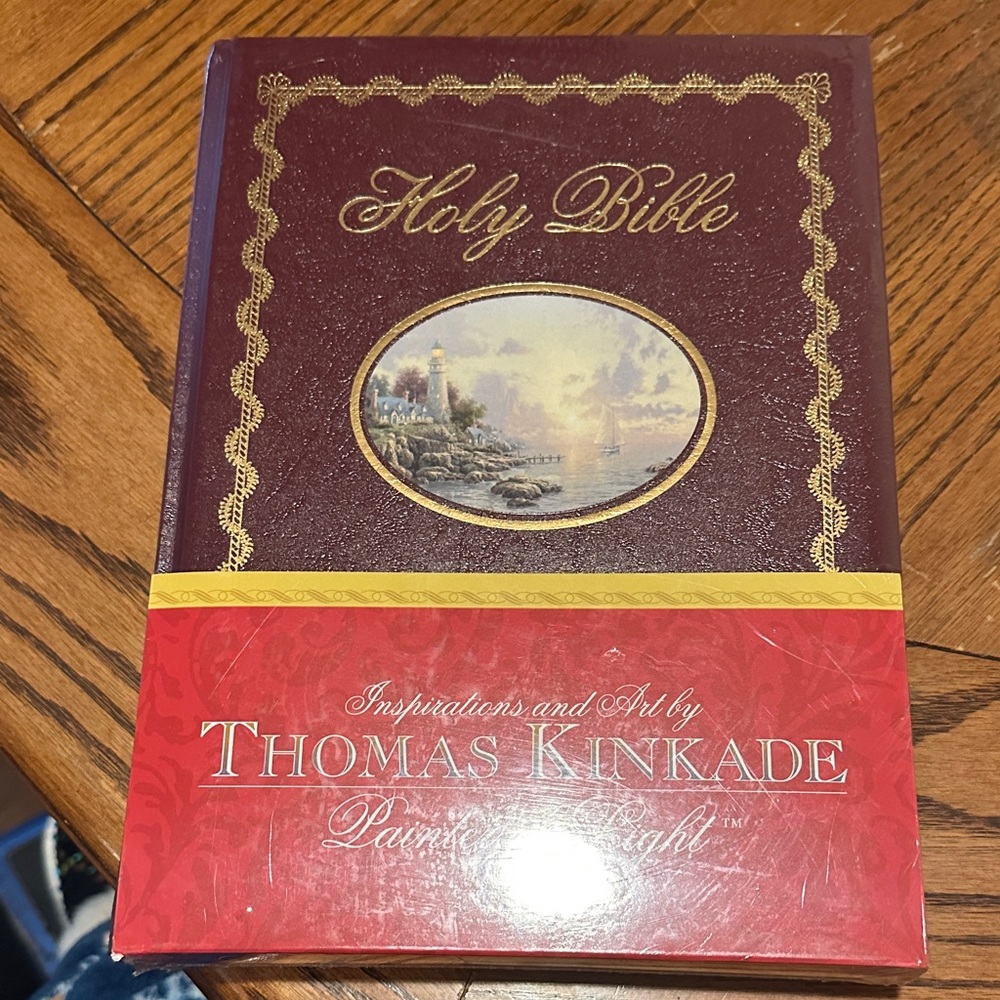 Holy Bible
Inspirations and Art by
THOMAS KINKADE
Light™